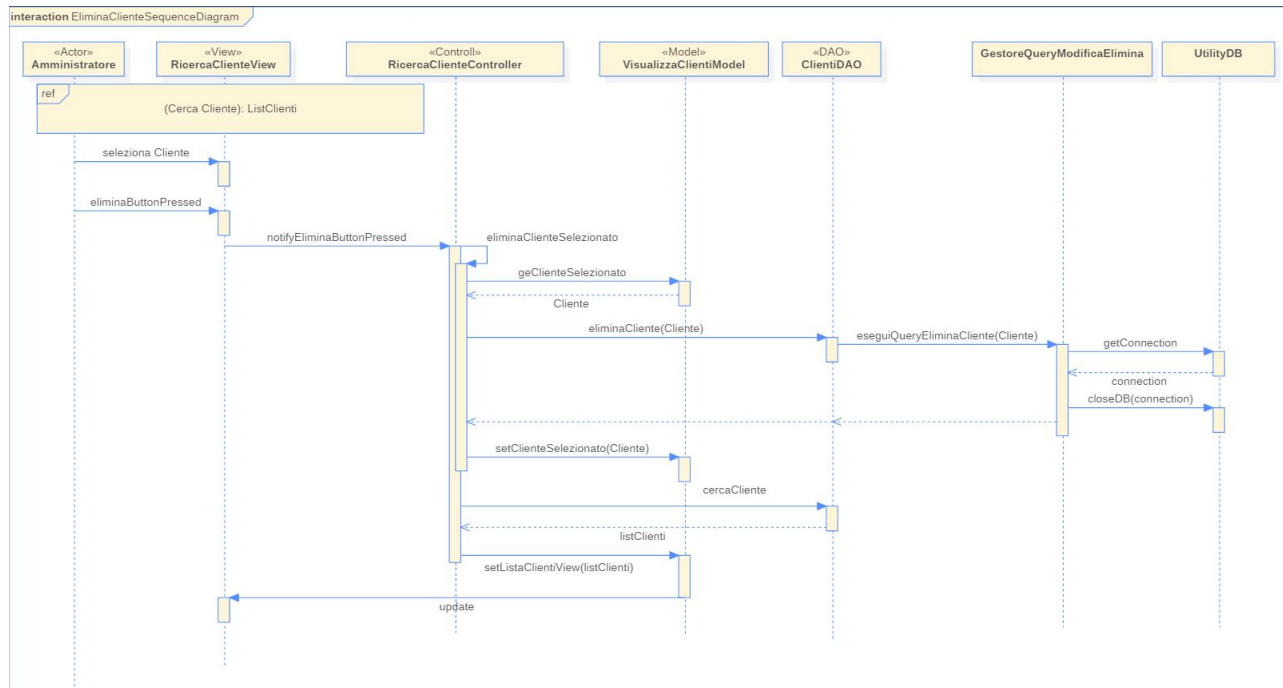 interaction EliminaClienteSequenceDiagram
«Actor»
Amministratore
«View»
RicercaClienteView
«Controll»
RicercaClienteController
«Model»
VisualizzaClientiModel
«DAO»
ClientiDAO
GestoreQueryModificaElimina
UtilityDB
ref
(Cerca Cliente): ListClienti
seleziona Cliente
eliminaButtonPressed
notifyEliminaButtonPressed
eliminaClienteSelezionato
geClienteSelezionato
Cliente
eliminaCliente(Cliente)
eseguiQueryEliminaCliente(Cliente)
getConnection
connection
closeDB(connection)
setClienteSelezionato(Cliente)
cercaCliente
listClienti
setListaClientiView(listClienti)
update